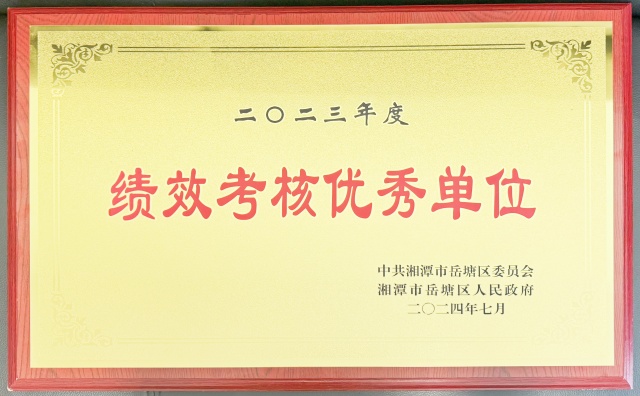 二〇二三年度
绩效考核优秀单位
中共湘潭市岳塘区委员会
湘潭市岳塘区人民政府
二〇二四年七月